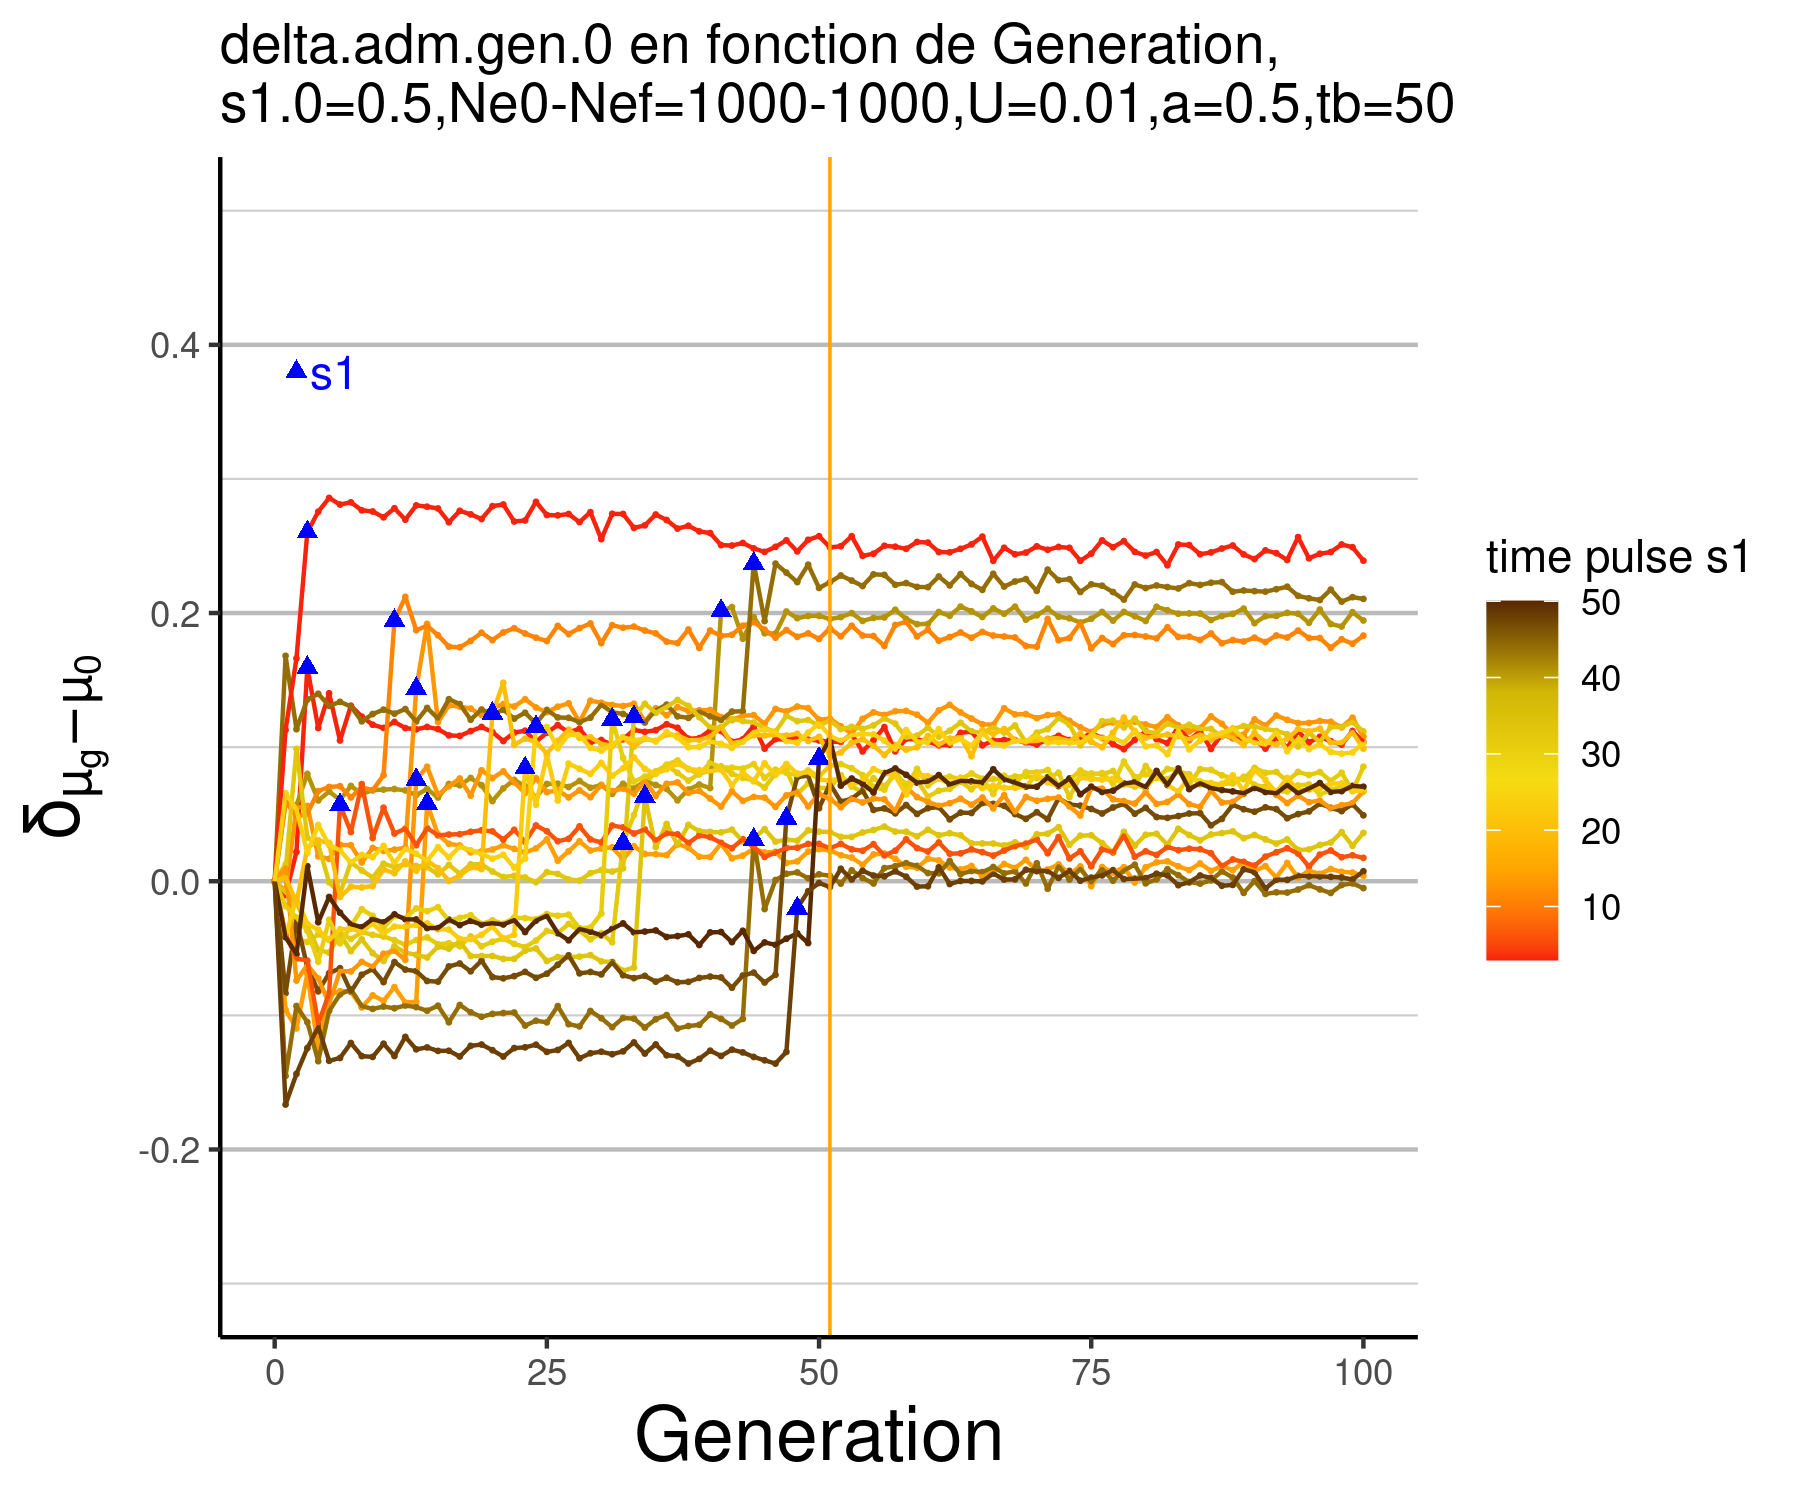 delta.adm.gen.0 en fonction de Generation,
s1.0=0.5,Ne0-Nef=1000-1000,U=0.01,a=0.5,tb=50
δμg−μ0
0.4
0.2
0.0
-0.2
s1
0
25
50
75
100
Generation
time pulse s1
50
40
30
20
10